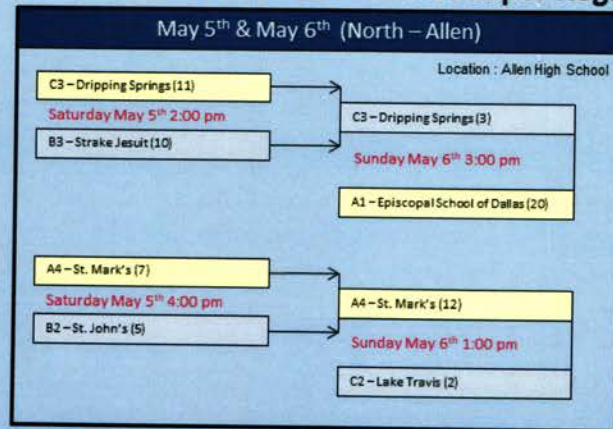 May 5th & May 6th (North – Allen)
Location : Allen High School
C3 – Dripping Springs (11)
Saturday May 5th 2:00 pm
B3 – Strake Jesuit (10)
C3 – Dripping Springs (3)
Sunday May 6th 3:00 pm
A1 – Episcopal School of Dallas (20)
A4 – St. Mark's (7)
Saturday May 5th 4:00 pm
B2 – St. John's (5)
A4 – St. Mark's (12)
Sunday May 6th 1:00 pm
C2 – Lake Travis (2)